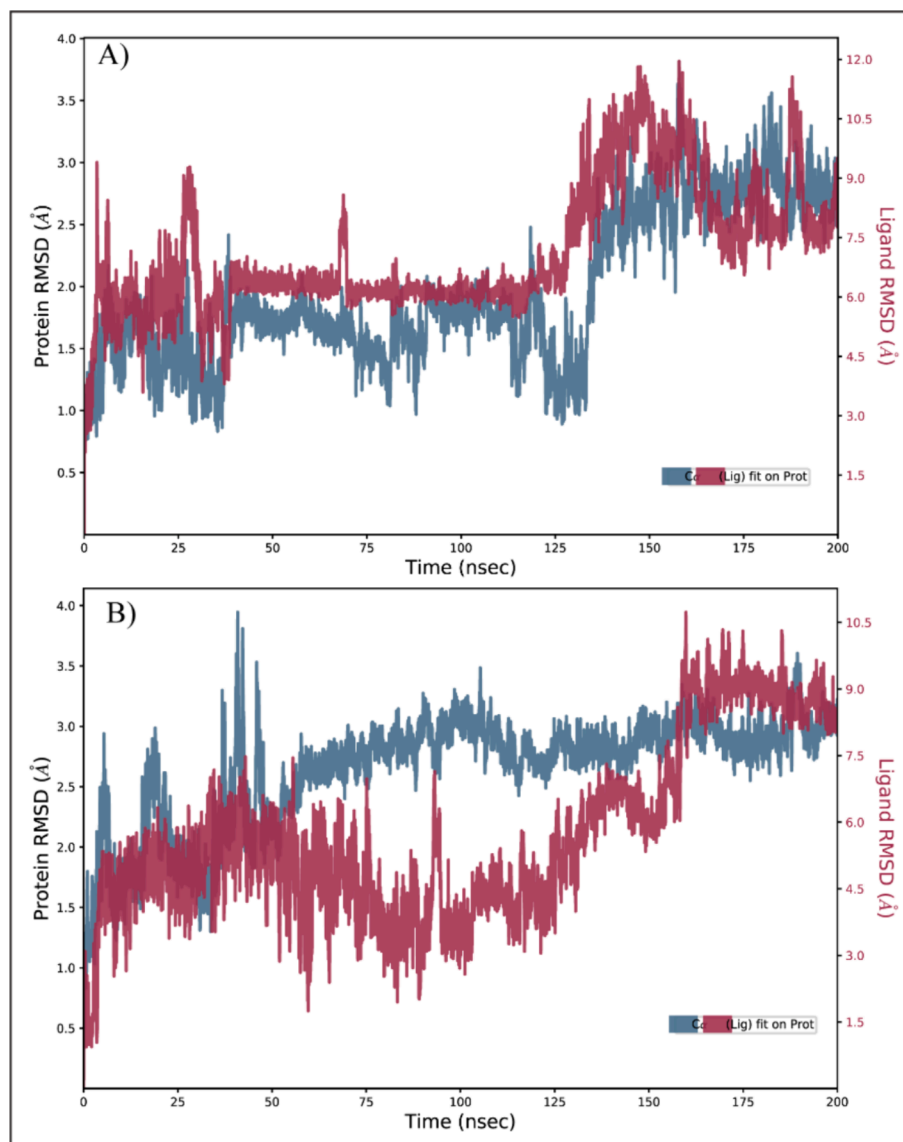 A)
Protein RMSD (Å)
4.0
3.5
3.0
2.5
2.0
1.5
1.0
0.5
12.0
10.5
9.0
7.5
6.0
4.5
3.0
1.5
Ligand RMSD (Å)
Cα (Lig) fit on Prot
0 25 50 75 100 125 150 175 200
Time (nsec)
B)
Protein RMSD (Å)
4.0
3.5
3.0
2.5
2.0
1.5
1.0
0.5
10.5
9.0
7.5
6.0
4.5
3.0
1.5
Ligand RMSD (Å)
Cα (Lig) fit on Prot
0 25 50 75 100 125 150 175 200
Time (nsec)